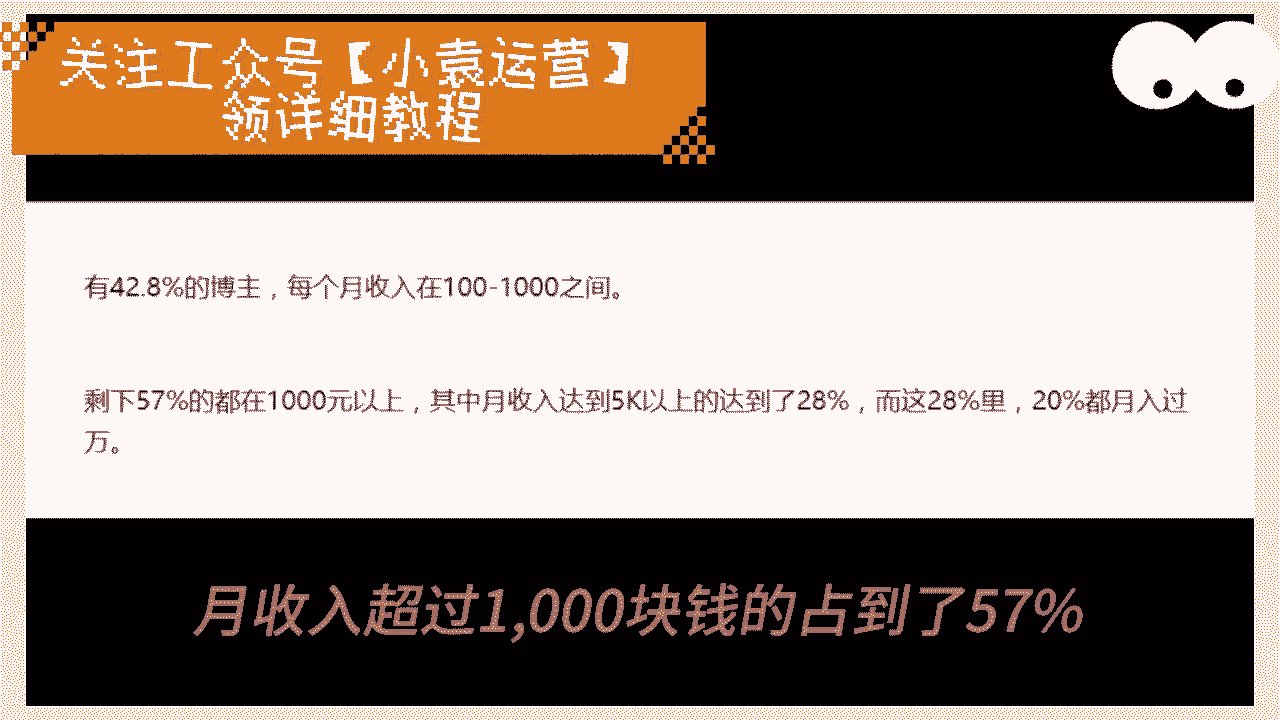 关注工众号【小袁运营】
领详细教程
有42.8%的博主，每个月收入在100-1000之间。
剩下57%的都在1000元以上，其中月收入达到5K以上的达到了28%，而这28%里，20%都月入过
万。
月收入超过1,000块钱的占到了57%